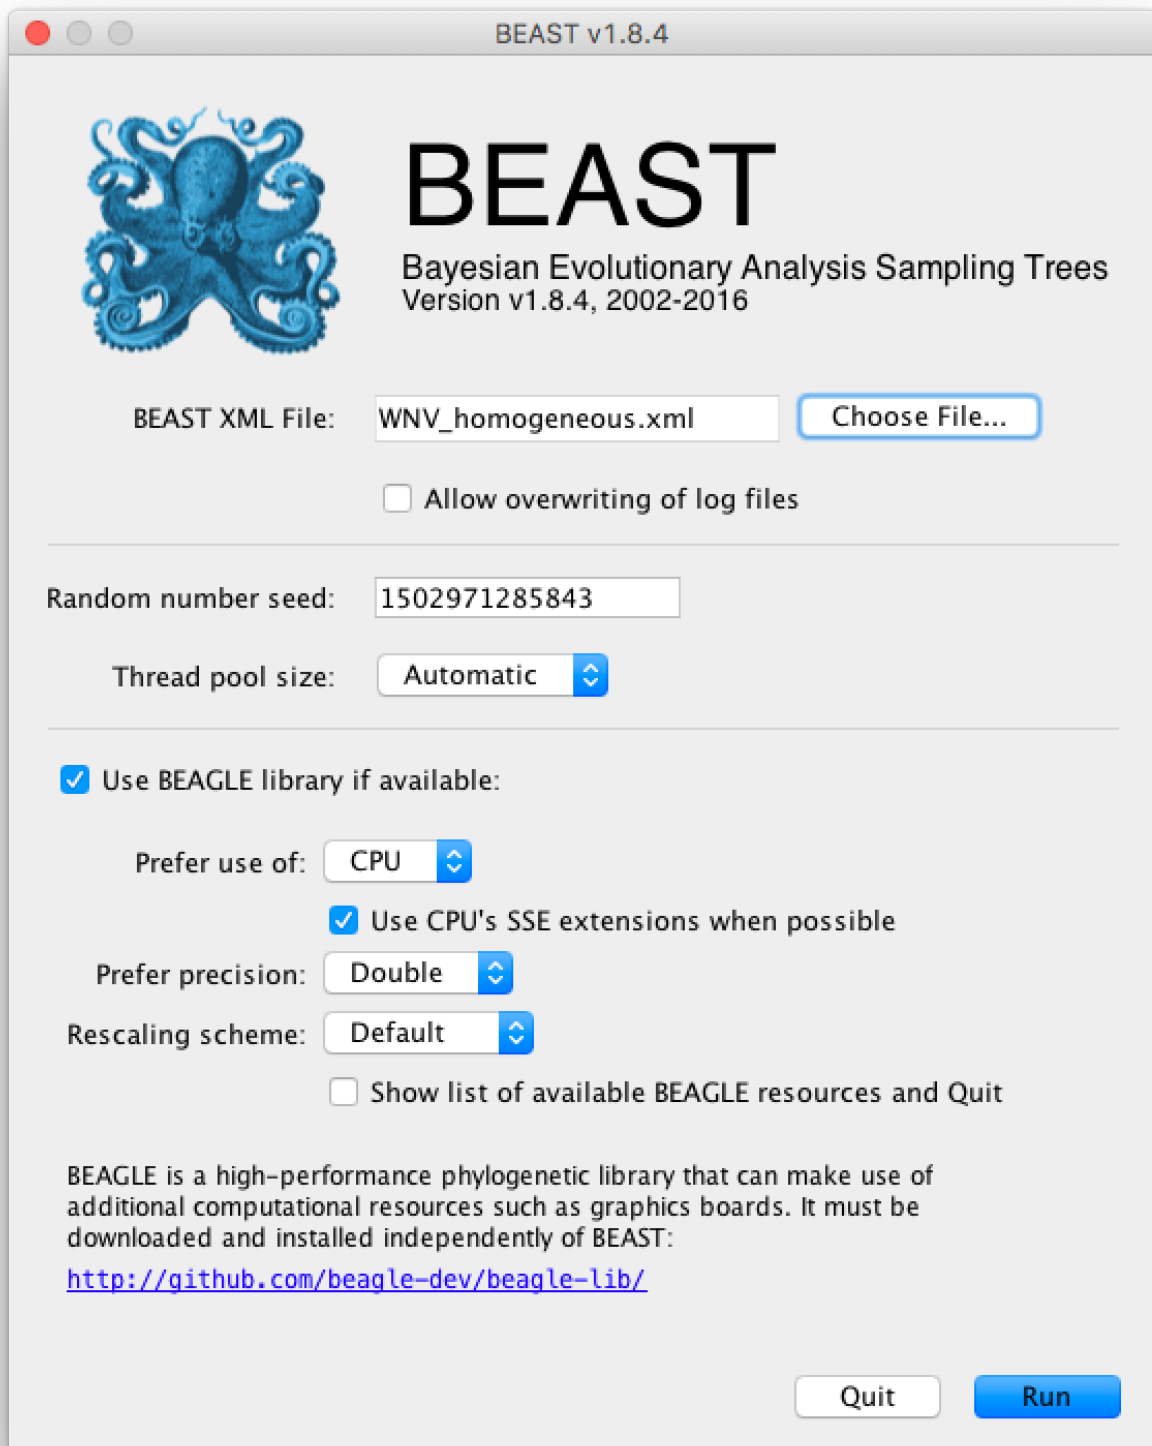 BEAST v1.8.4
BEAST
Bayesian Evolutionary Analysis Sampling Trees
Version v1.8.4, 2002-2016
BEAST XML File: WNV_homogeneous.xml Choose File...
Allow overwriting of log files
Random number seed: 1502971285843
Thread pool size: Automatic
Use BEAGLE library if available:
Prefer use of: CPU
Use CPU's SSE extensions when possible
Prefer precision: Double
Rescaling scheme: Default
Show list of available BEAGLE resources and Quit
BEAGLE is a high-performance phylogenetic library that can make use of
additional computational resources such as graphics boards. It must be
downloaded and installed independently of BEAST:
http://github.com/beagle-dev/beagle-lib/
Quit Run